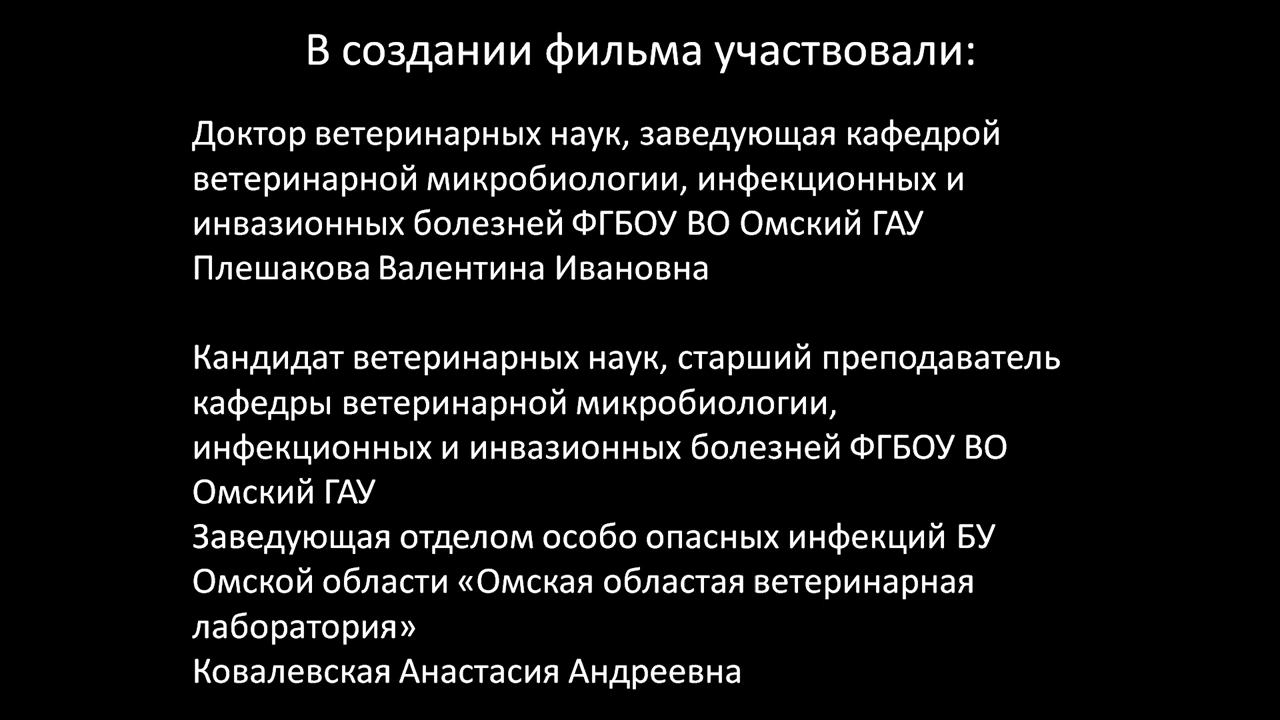 В создании фильма участвовали:
Доктор ветеринарных наук, заведующая кафедрой
ветеринарной микробиологии, инфекционных и
инвазионных болезней ФГБОУ ВО Омский ГАУ
Плешакова Валентина Ивановна
Кандидат ветеринарных наук, старший преподаватель
кафедры ветеринарной микробиологии,
инфекционных и инвазионных болезней ФГБОУ ВО
Омский ГАУ
Заведующая отделом особо опасных инфекций БУ
Омской области «Омская областая ветеринарная
лаборатория»
Ковалевская Анастасия Андреевна